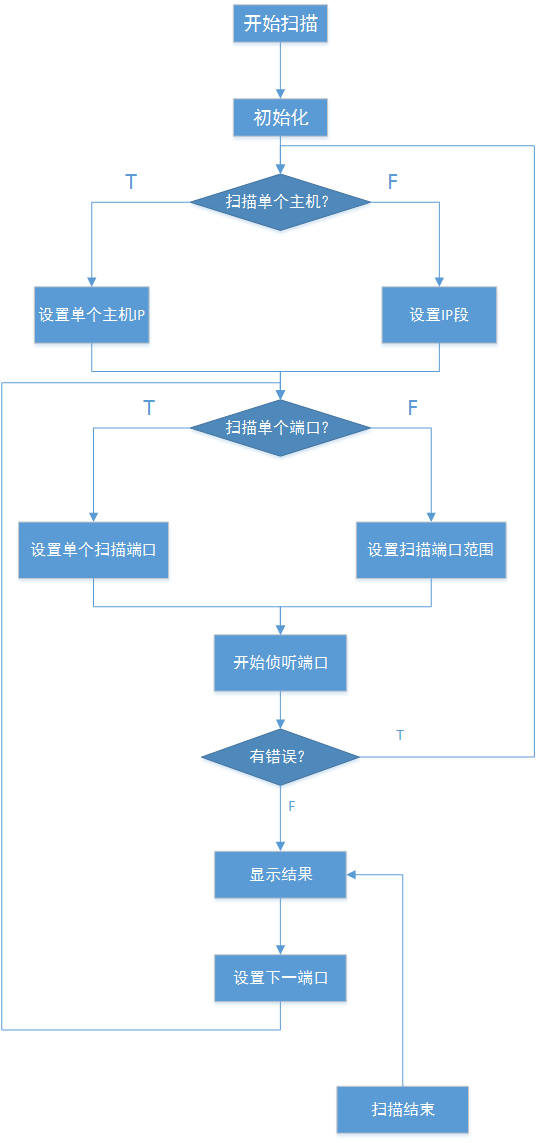 开始扫描
初始化
T
F
扫描单个主机？
设置单个主机IP
设置IP段
T
F
扫描单个端口？
设置单个扫描端口
设置扫描端口范围
开始侦听端口
T
有错误？
F
显示结果
设置下一端口
扫描结束